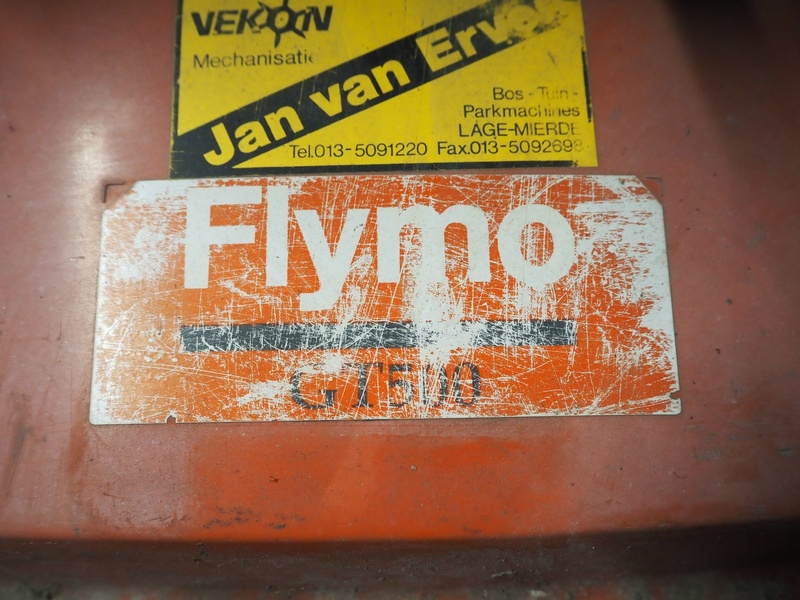 VEKOON
Mechanisatie
Jan van Erv
Bos - Tuin -
Parkmachines
LAGE-MIERDE
Tel.013-5091220 Fax.013-5092698
Flymo
GT500